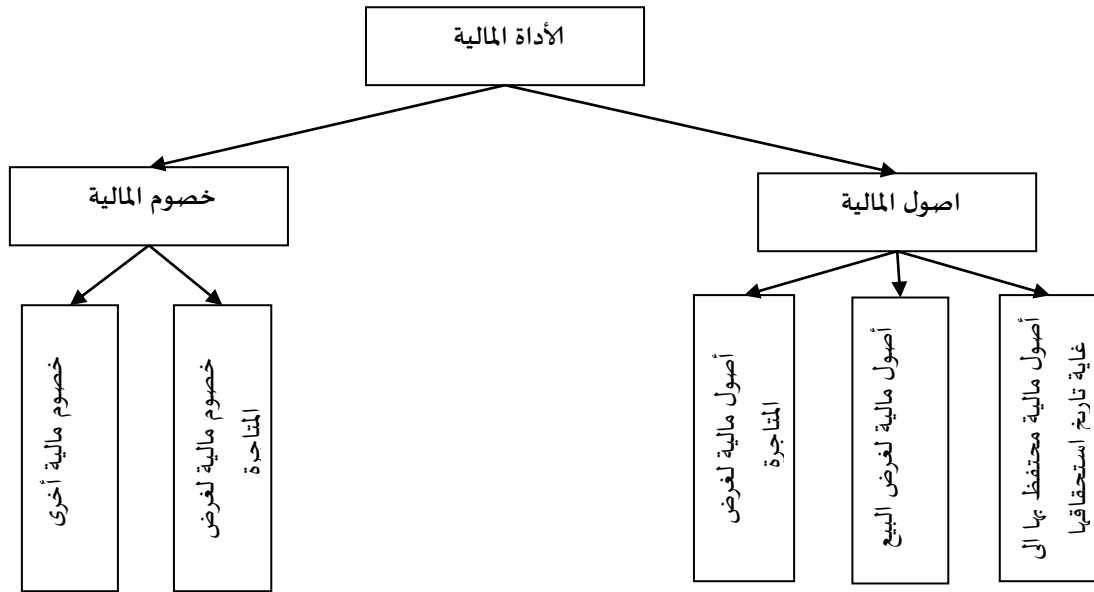 الأداة المالية
اصول المالية
خصوم المالية
أصول مالية محتفظ بها الى
غاية تاريخ استحقاقها
أصول مالية لغرض البيع
أصول مالية لغرض
المتاجرة
خصوم مالية لغرض
المتاجرة
خصوم مالية أخرى